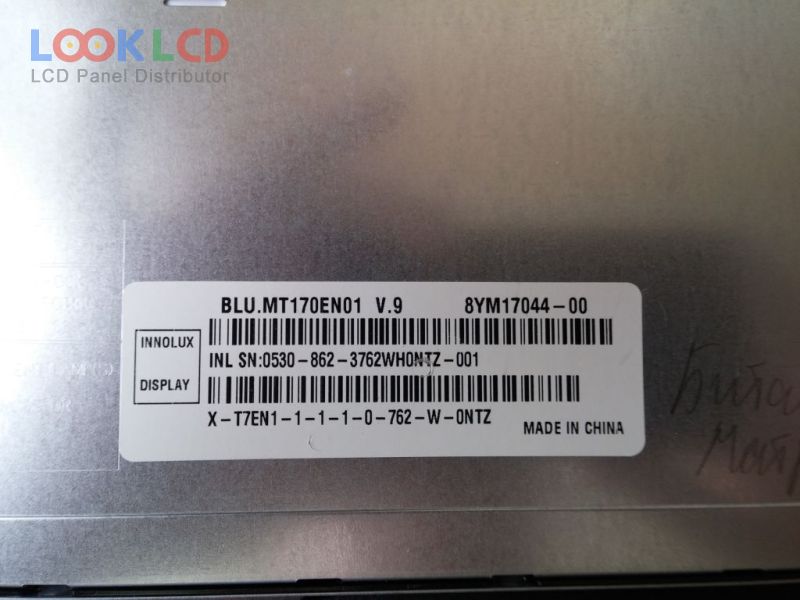 LOOKLCD
LCD Panel Distributor
BLU.MT170EN01 V.9 8YM17044-00
INNOLUX
DISPLAY
INL SN:0530-862-3762WH0NTZ-001
X-T7EN1-1-1-1-0-762-W-0NTZ
MADE IN CHINA